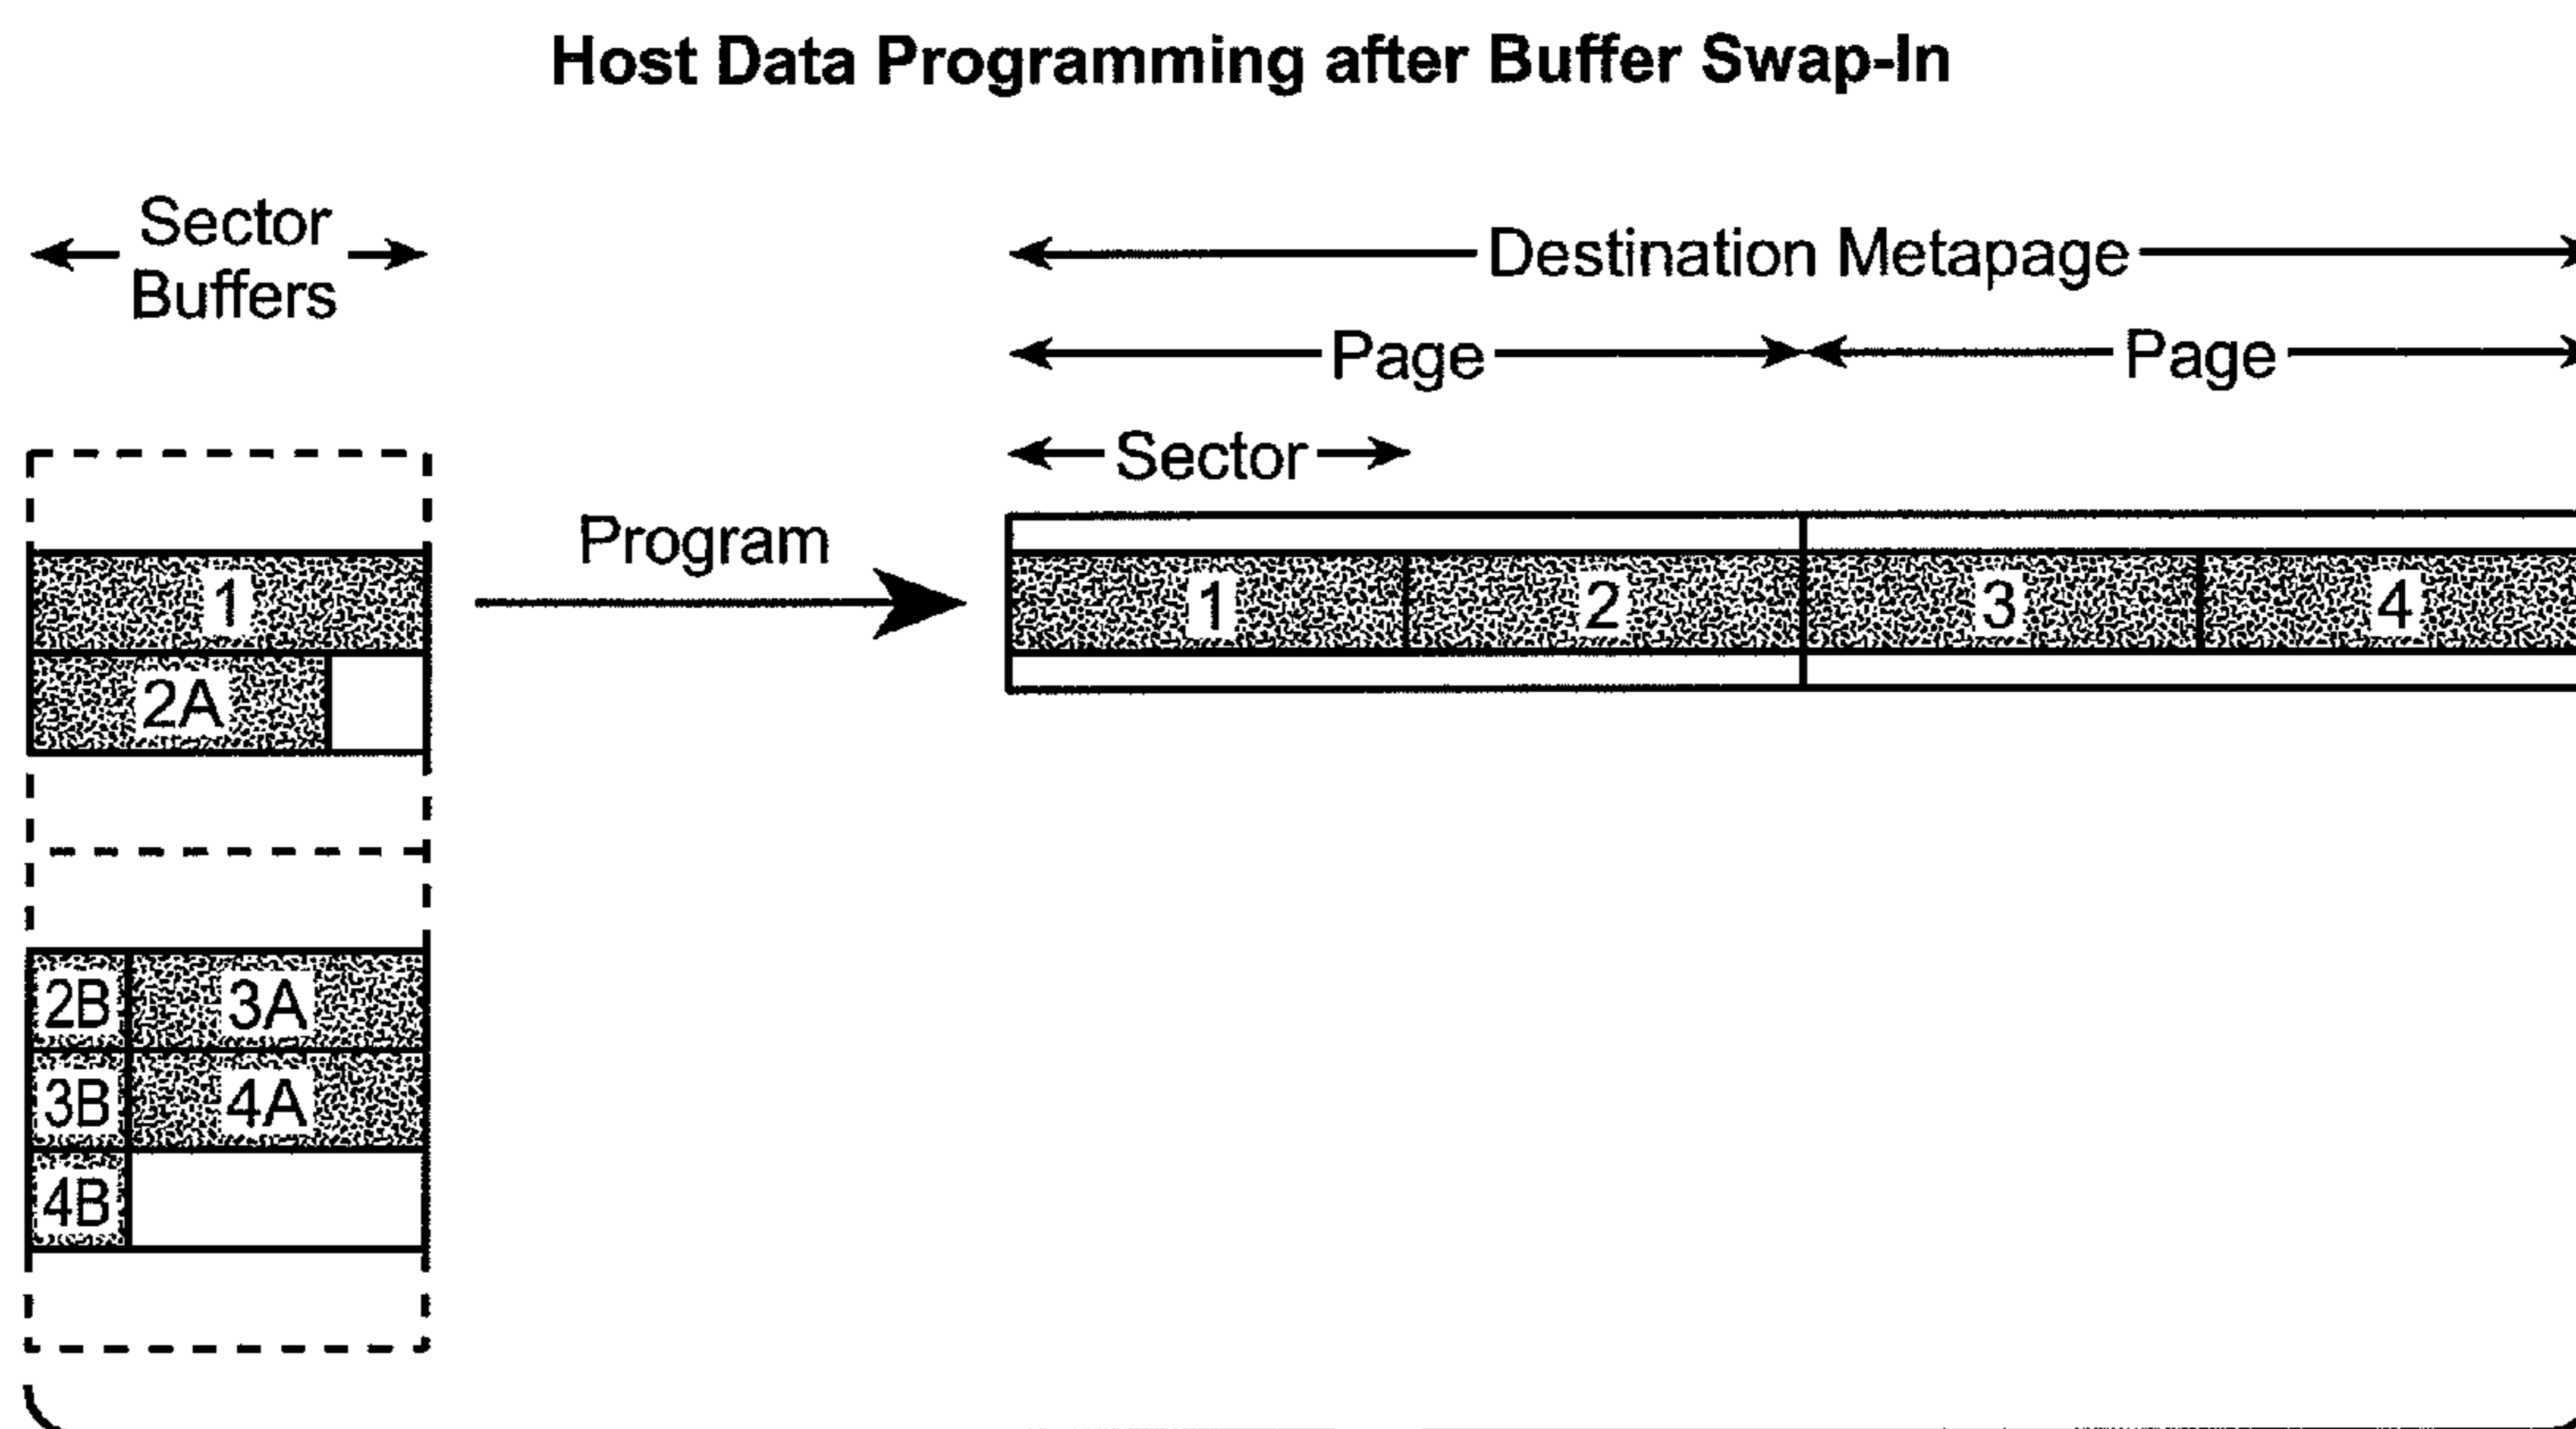 Host Data Programming after Buffer Swap-In
Sector
Buffers
Destination Metapage
Page Page
Sector
Program
1
2A
1 2 3 4
2B 3A
3B 4A
4B